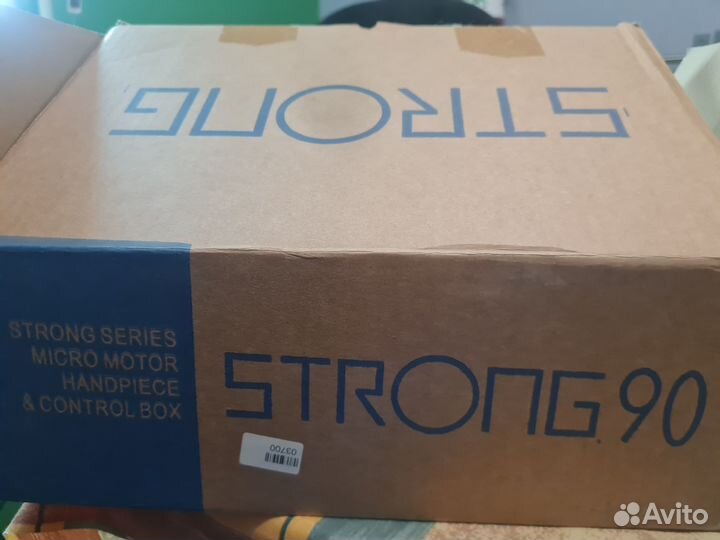 STRONG
STRONG SERIES
MICRO MOTOR
HANDPIECE
& CONTROL BOX
STRONG 90
03700
Avito